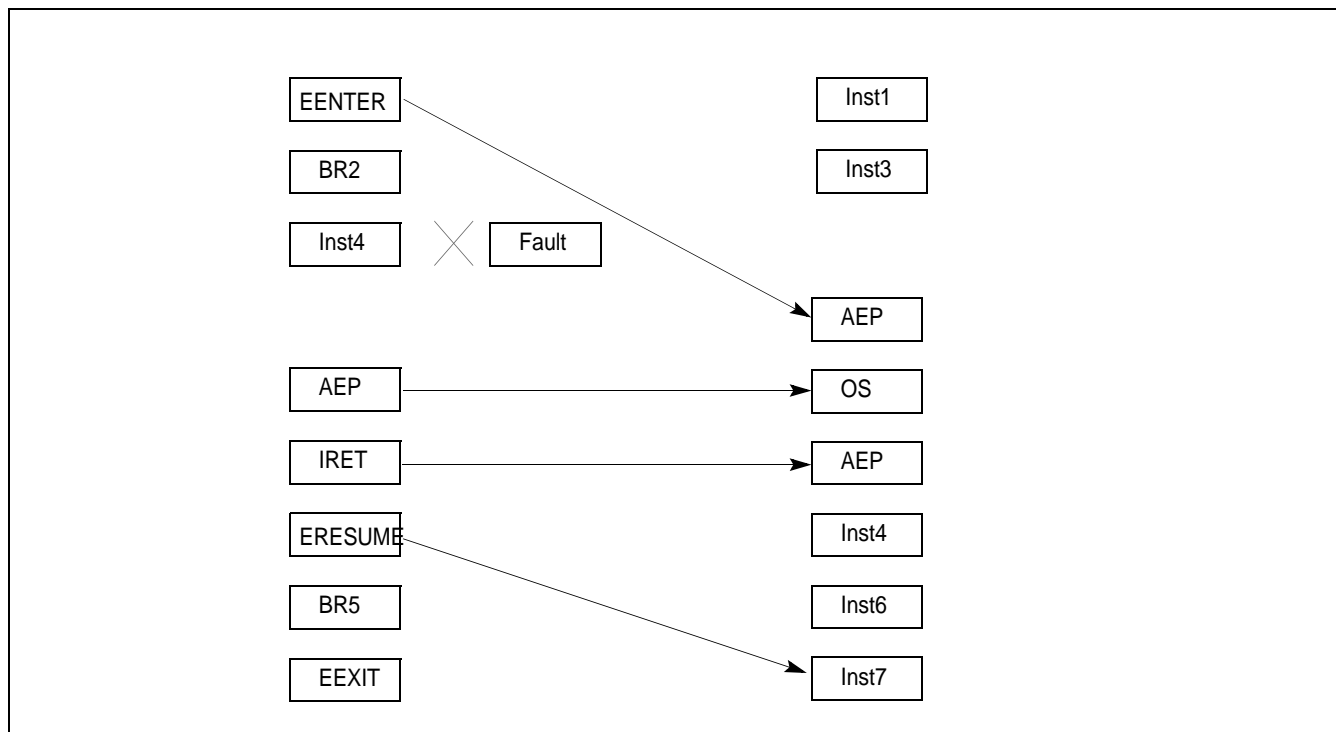 EENTER Inst1
BR2 Inst3
Inst4 Fault
AEP
AEP OS
IRET AEP
ERESUME Inst4
BR5 Inst6
EEXIT Inst7